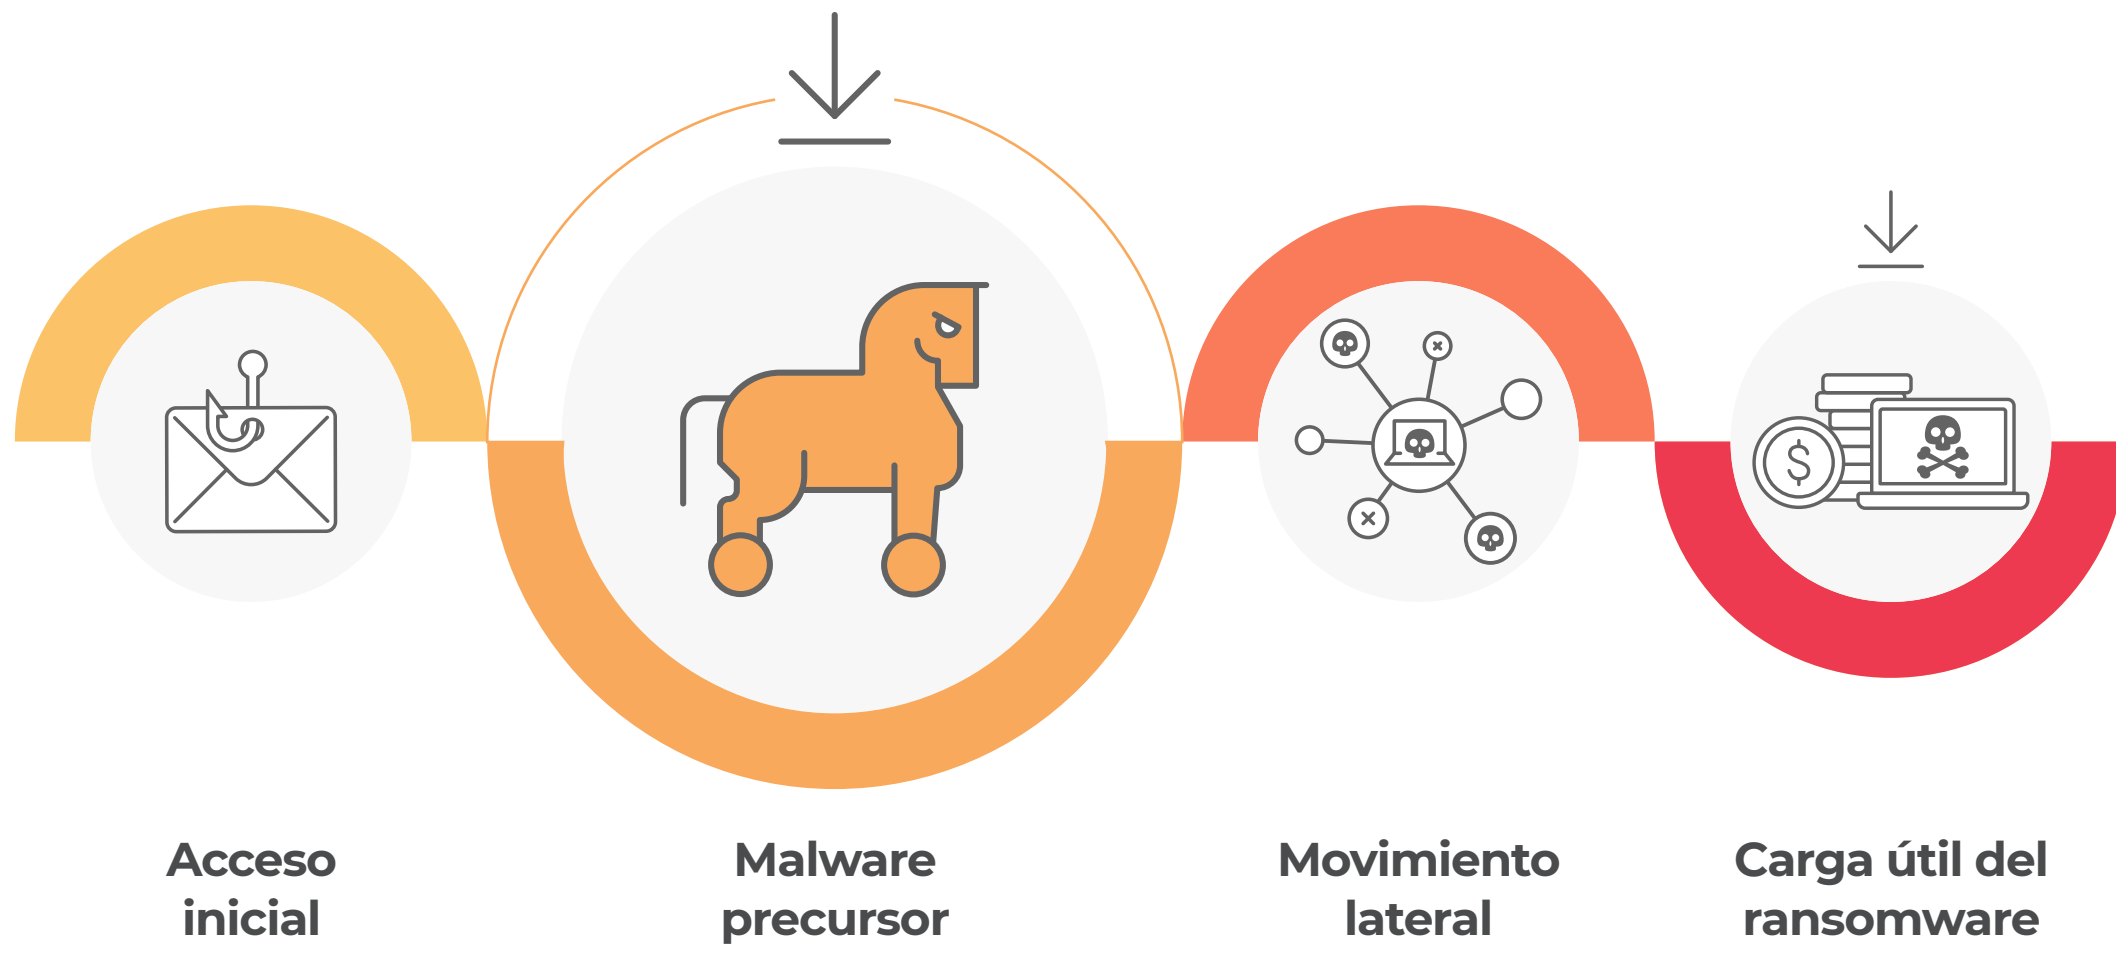 $
Acceso
inicial
Malware
precursor
Movimiento
lateral
Carga útil del
ransomware